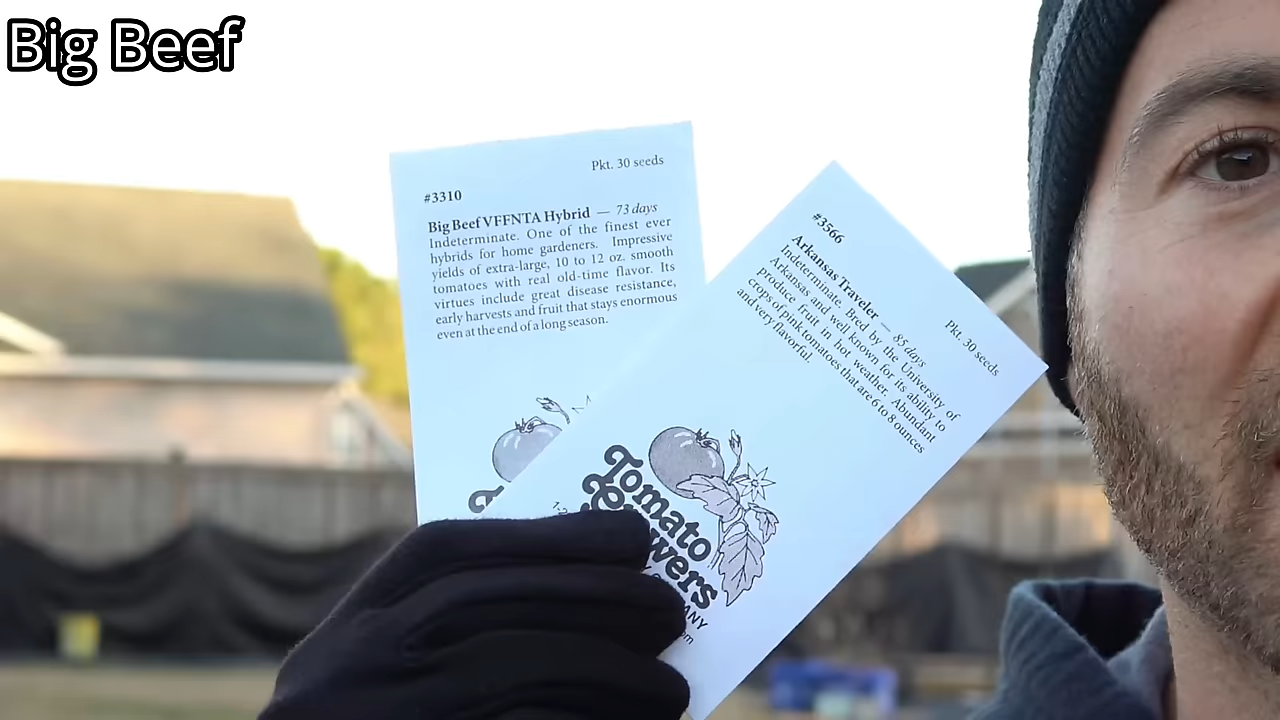 Big Beef
Pkt. 30 seeds
#3310
Big Beef VFFNTA Hybrid — 73 days
Indeterminate. One of the finest ever
hybrids for home gardeners. Impressive
yields of extra-large, 10 to 12 oz. smooth
tomatoes with real old-time flavor. Its
virtues include great disease resistance,
early harvests and fruit that stays enormous
even at the end of a long season.
#3566
Pkt. 30 seeds
Arkansas Traveler — 85 days
Indeterminate. Bred by the University of
Arkansas and well known for its ability to
produce fruit in hot weather. Abundant
crops of pink tomatoes that are 6 to 8 ounces
and very flavorful.
Tomato